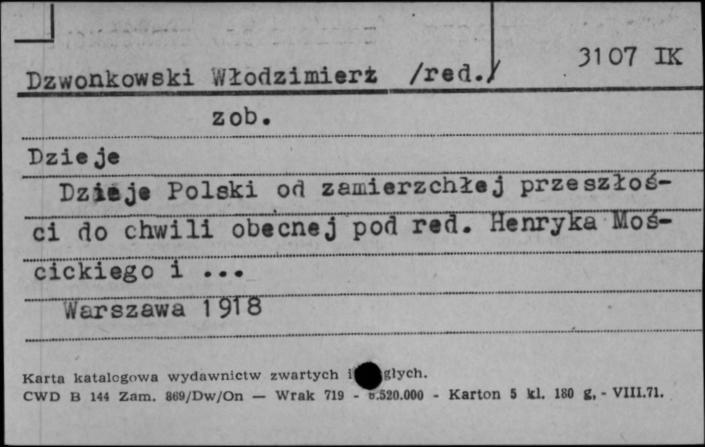 3107 IK
Dzwonkowski Włodzimierz /red./
zob.
Dzieje
Dzieje Polski od zamierzchłej przeszłoś-
ci do chwili obecnej pod red. Henryka Moś-
cickiego i ...
Warszawa 1918
Karta katalogowa wydawnictw zwartych i
CWD B 144 Zam. 869/Dw/On — Wrak 719 - 6.520.000 - Karton 5 kl. 180 g. - VIII.71.